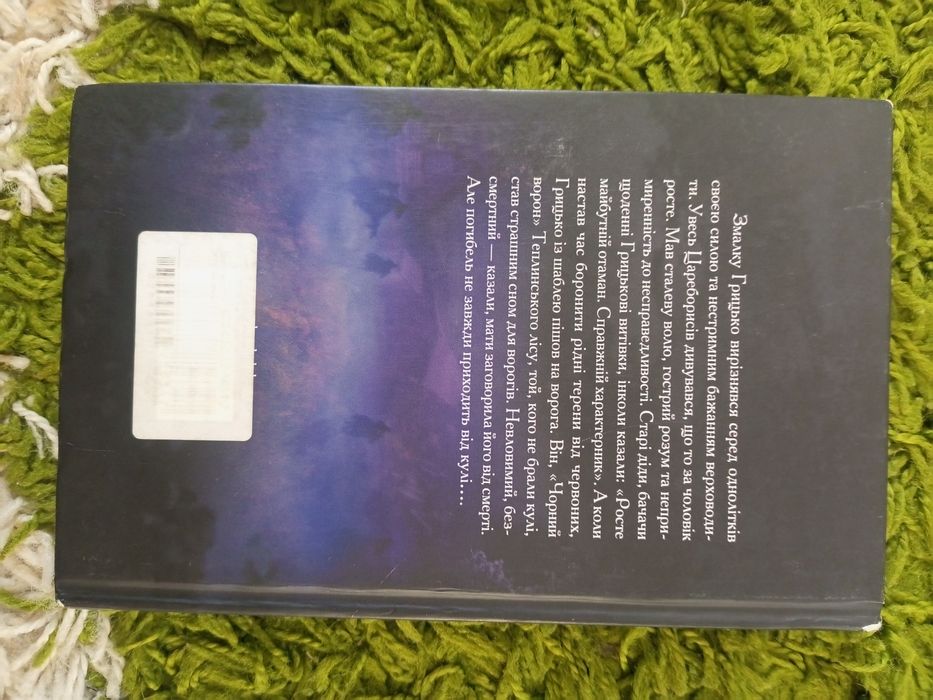 Змалку Грицько вирізнявся серед однолітків
своєю силою та нестримним бажанням верховоди-
ти. Увесь Цареборисів дивувався, що то за чоловік
росте. Мав сталеву волю, гострий розум та непри-
миренність до несправедливості. Старі діди, бачачи
щоденні Грицькові витівки, інколи казали: «Росте
майбутній отаман. Справжній характерник». А коли
настав час боронити рідні терени від червоних,
Грицько із шаблею пішов на ворога. Він, «Чорний
ворон» Теплинського лісу, той, кого не брали кулі,
став страшним сном для ворогів. Невловимий, без-
смертний — казали, мати заговорила його від смерті.
Але погибель не завжди приходить від кулі…